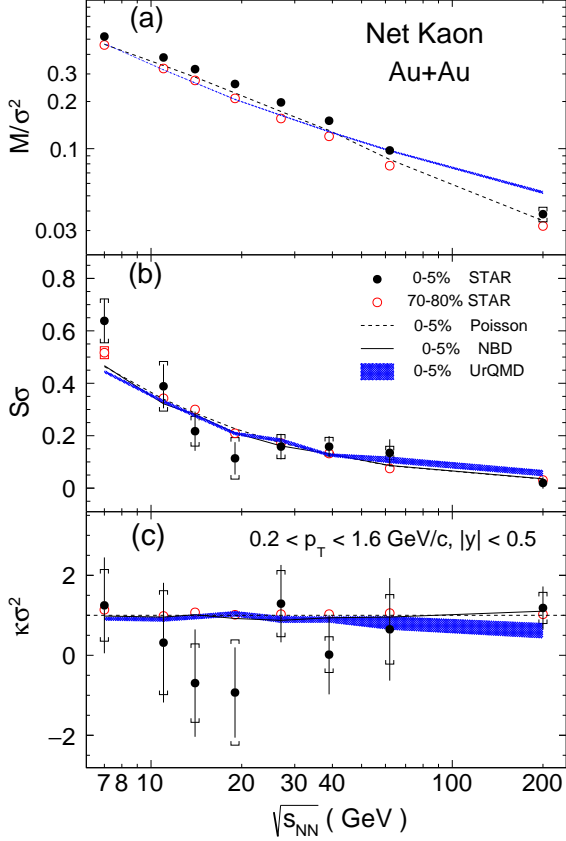 (a)
Net Kaon
Au+Au
M/σ²
0.3
0.2
0.1
0.03
(b)
0-5% STAR
70-80% STAR
0-5% Poisson
0-5% NBD
0-5% UrQMD
Sσ
0.8
0.6
0.4
0.2
0
(c)
0.2 < p_T < 1.6 GeV/c, |y| < 0.5
κσ²
2
0
−2
7 8 10 20 30 40 100 200
√s_NN ( GeV )